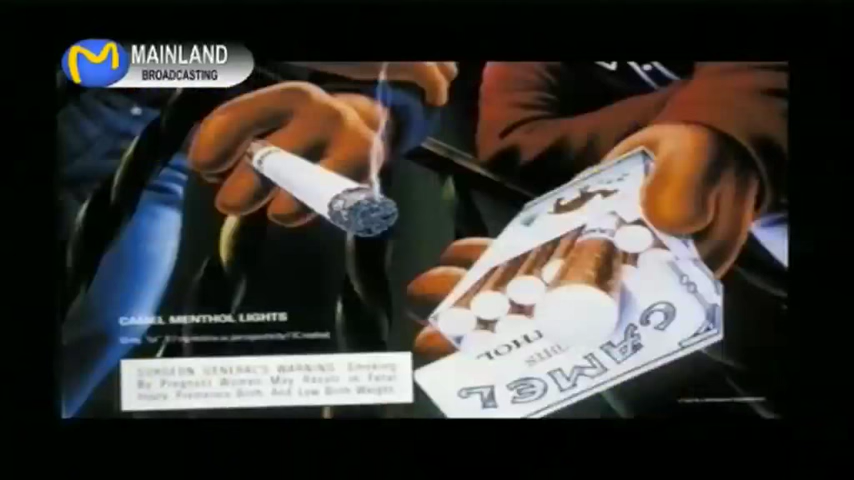 MAINLAND
BROADCASTING
CAMEL MENTHOL LIGHTS
SURGEON GENERAL'S WARNING: Smoking
By Pregnant Women May Result in Fetal
Injury, Premature Birth, And Low Birth Weight.
CAMEL
CAMEL